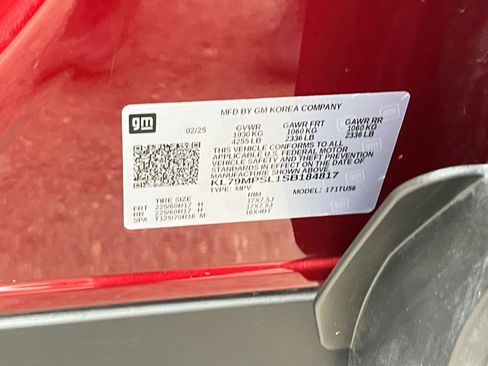 gm
MFD BY GM KOREA COMPANY
02/25 GVWR GAWR FRT GAWR RR
1930 KG 1060 KG 1060 KG
4255 LB 2336 LB 2336 LB
THIS VEHICLE CONFORMS TO ALL
APPLICABLE U.S. FEDERAL MOTOR
VEHICLE SAFETY AND THEFT PREVENTION
STANDARDS IN EFFECT ON THE DATE OF
MANUFACTURE SHOWN ABOVE.
KL79MPSL1SB184817
TYPE: MPV MODEL: 1TU56
TIRE SIZE RIM
FRT 225/60R17 H 17X7.5J
RR 225/60R17 H 17X7.5J
SPA T125/70R16 M 16X4BT